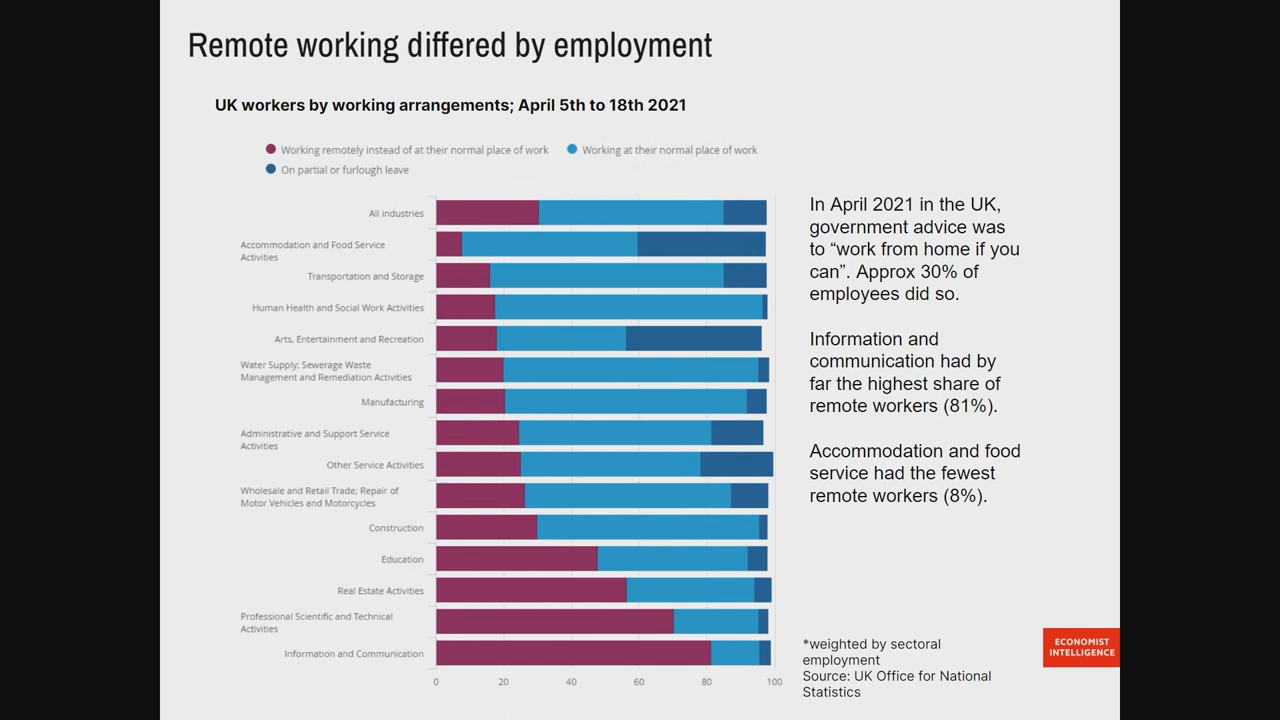 Remote working differed by employment
UK workers by working arrangements; April 5th to 18th 2021
Working remotely instead of at their normal place of work
Working at their normal place of work
On partial or furlough leave
All industries
Accommodation and Food Service
Activities
Transportation and Storage
Human Health and Social Work Activities
Arts, Entertainment and Recreation
Water Supply; Sewerage Waste
Management and Remediation Activities
Manufacturing
Administrative and Support Service
Activities
Other Service Activities
Wholesale and Retail Trade; Repair of
Motor Vehicles and Motorcycles
Construction
Education
Real Estate Activities
Professional Scientific and Technical
Activities
Information and Communication
0 20 40 60 80 100
In April 2021 in the UK,
government advice was
to “work from home if you
can”. Approx 30% of
employees did so.
Information and
communication had by
far the highest share of
remote workers (81%).
Accommodation and food
service had the fewest
remote workers (8%).
*weighted by sectoral
employment
Source: UK Office for National
Statistics
ECONOMIST
INTELLIGENCE